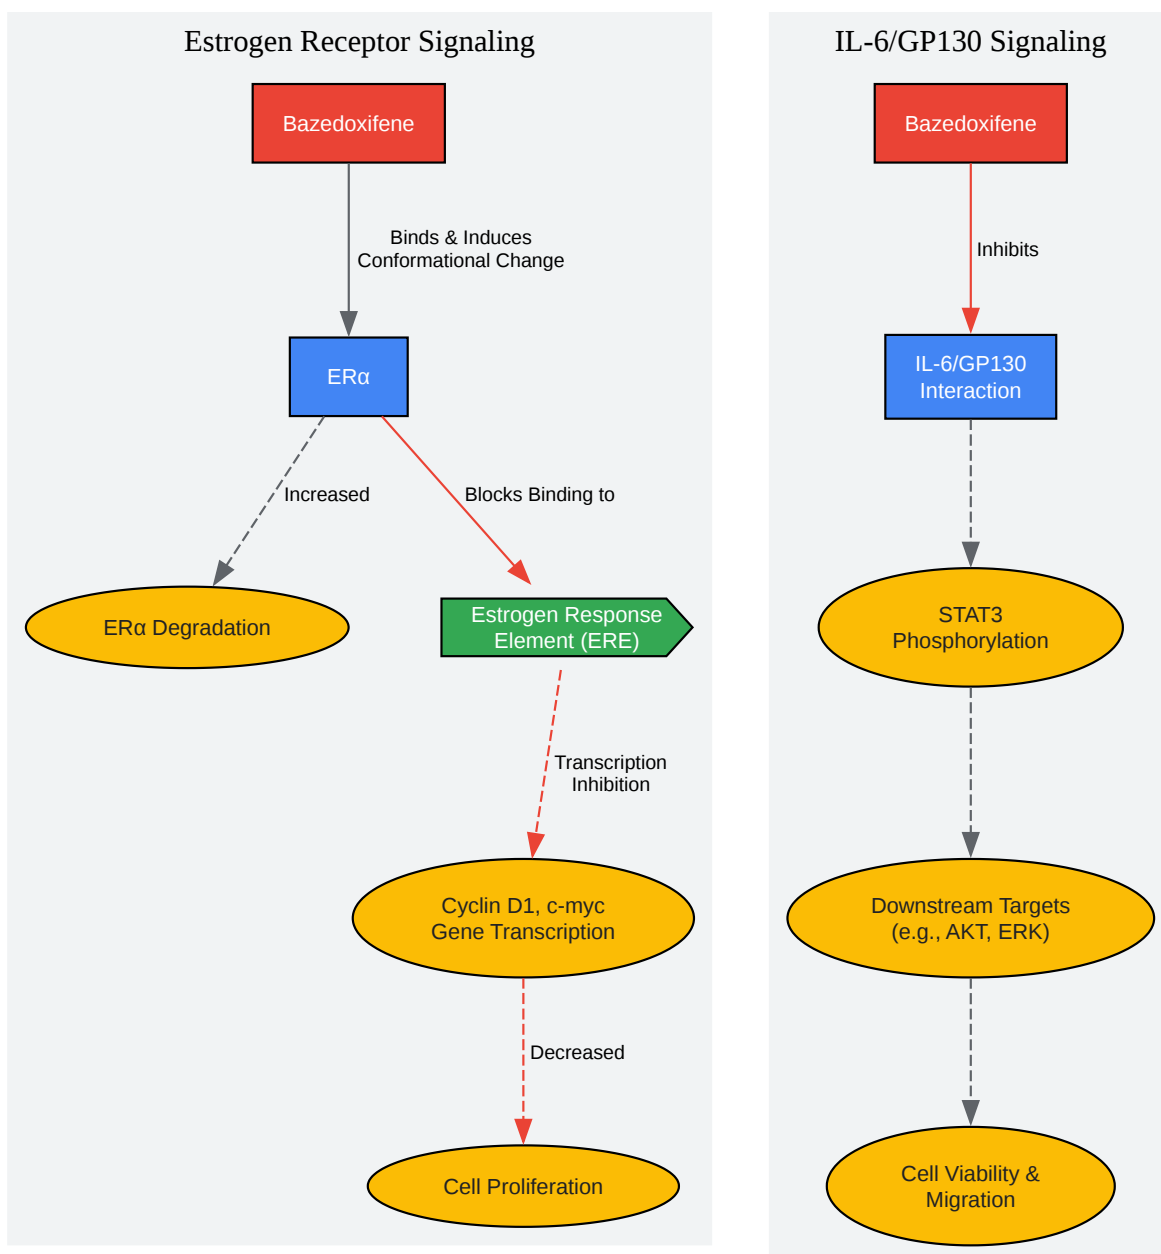 Estrogen Receptor Signaling
Bazedoxifene
Binds & Induces
Conformational Change
ERα
Increased
Blocks Binding to
ERα Degradation
Estrogen Response
Element (ERE)
Transcription
Inhibition
Cyclin D1, c-myc
Gene Transcription
Decreased
Cell Proliferation
IL-6/GP130 Signaling
Bazedoxifene
Inhibits
IL-6/GP130
Interaction
STAT3
Phosphorylation
Downstream Targets
(e.g., AKT, ERK)
Cell Viability &
Migration